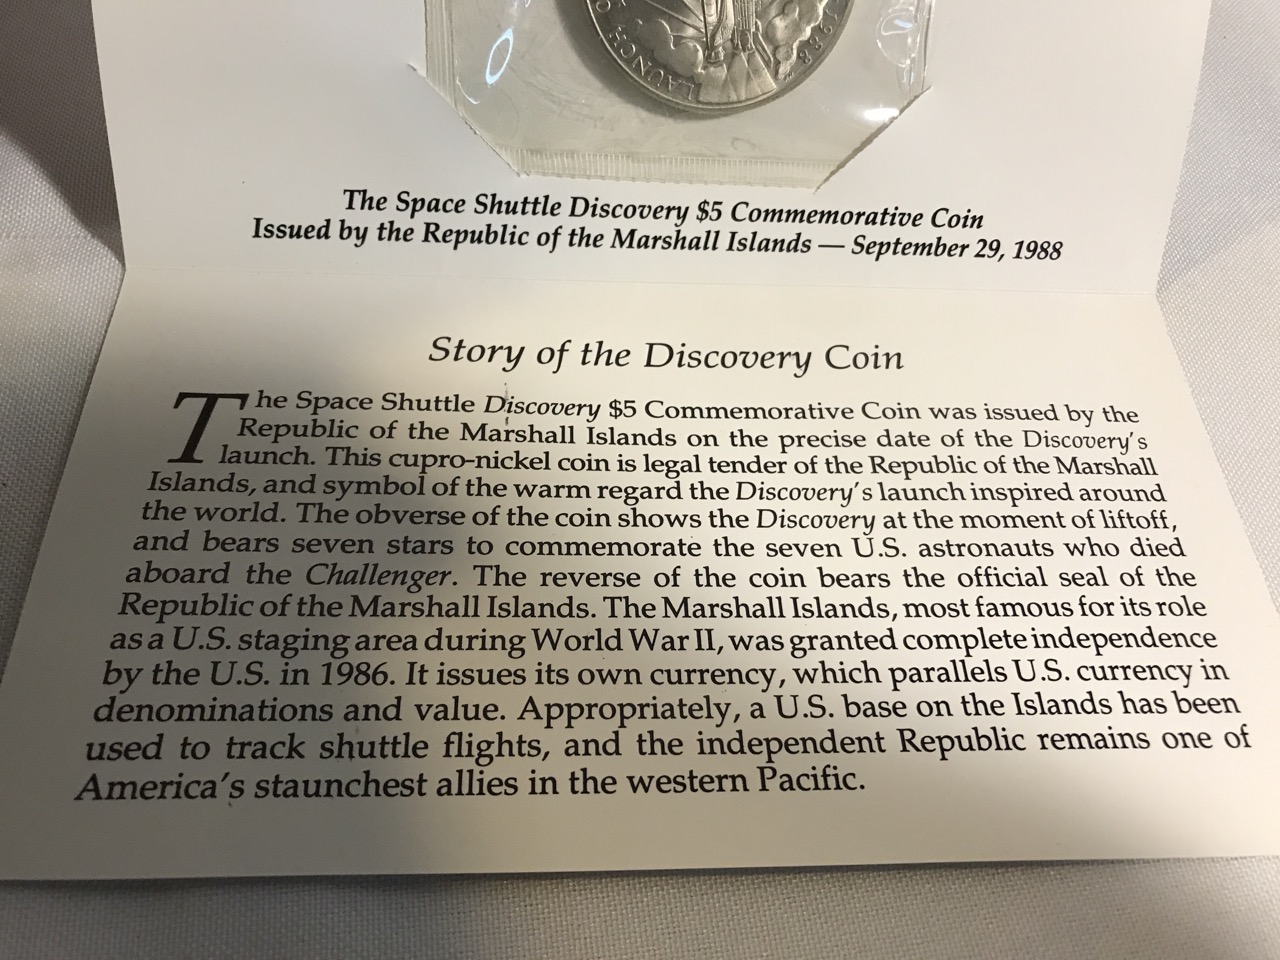 LAUNCH 1988
The Space Shuttle Discovery $5 Commemorative Coin
Issued by the Republic of the Marshall Islands — September 29, 1988
Story of the Discovery Coin
The Space Shuttle Discovery $5 Commemorative Coin was issued by the
Republic of the Marshall Islands on the precise date of the Discovery's
launch. This cupro-nickel coin is legal tender of the Republic of the Marshall
Islands, and symbol of the warm regard the Discovery's launch inspired around
the world. The obverse of the coin shows the Discovery at the moment of liftoff,
and bears seven stars to commemorate the seven U.S. astronauts who died
aboard the Challenger. The reverse of the coin bears the official seal of the
Republic of the Marshall Islands. The Marshall Islands, most famous for its role
as a U.S. staging area during World War II, was granted complete independence
by the U.S. in 1986. It issues its own currency, which parallels U.S. currency in
denominations and value. Appropriately, a U.S. base on the Islands has been
used to track shuttle flights, and the independent Republic remains one of
America's staunchest allies in the western Pacific.